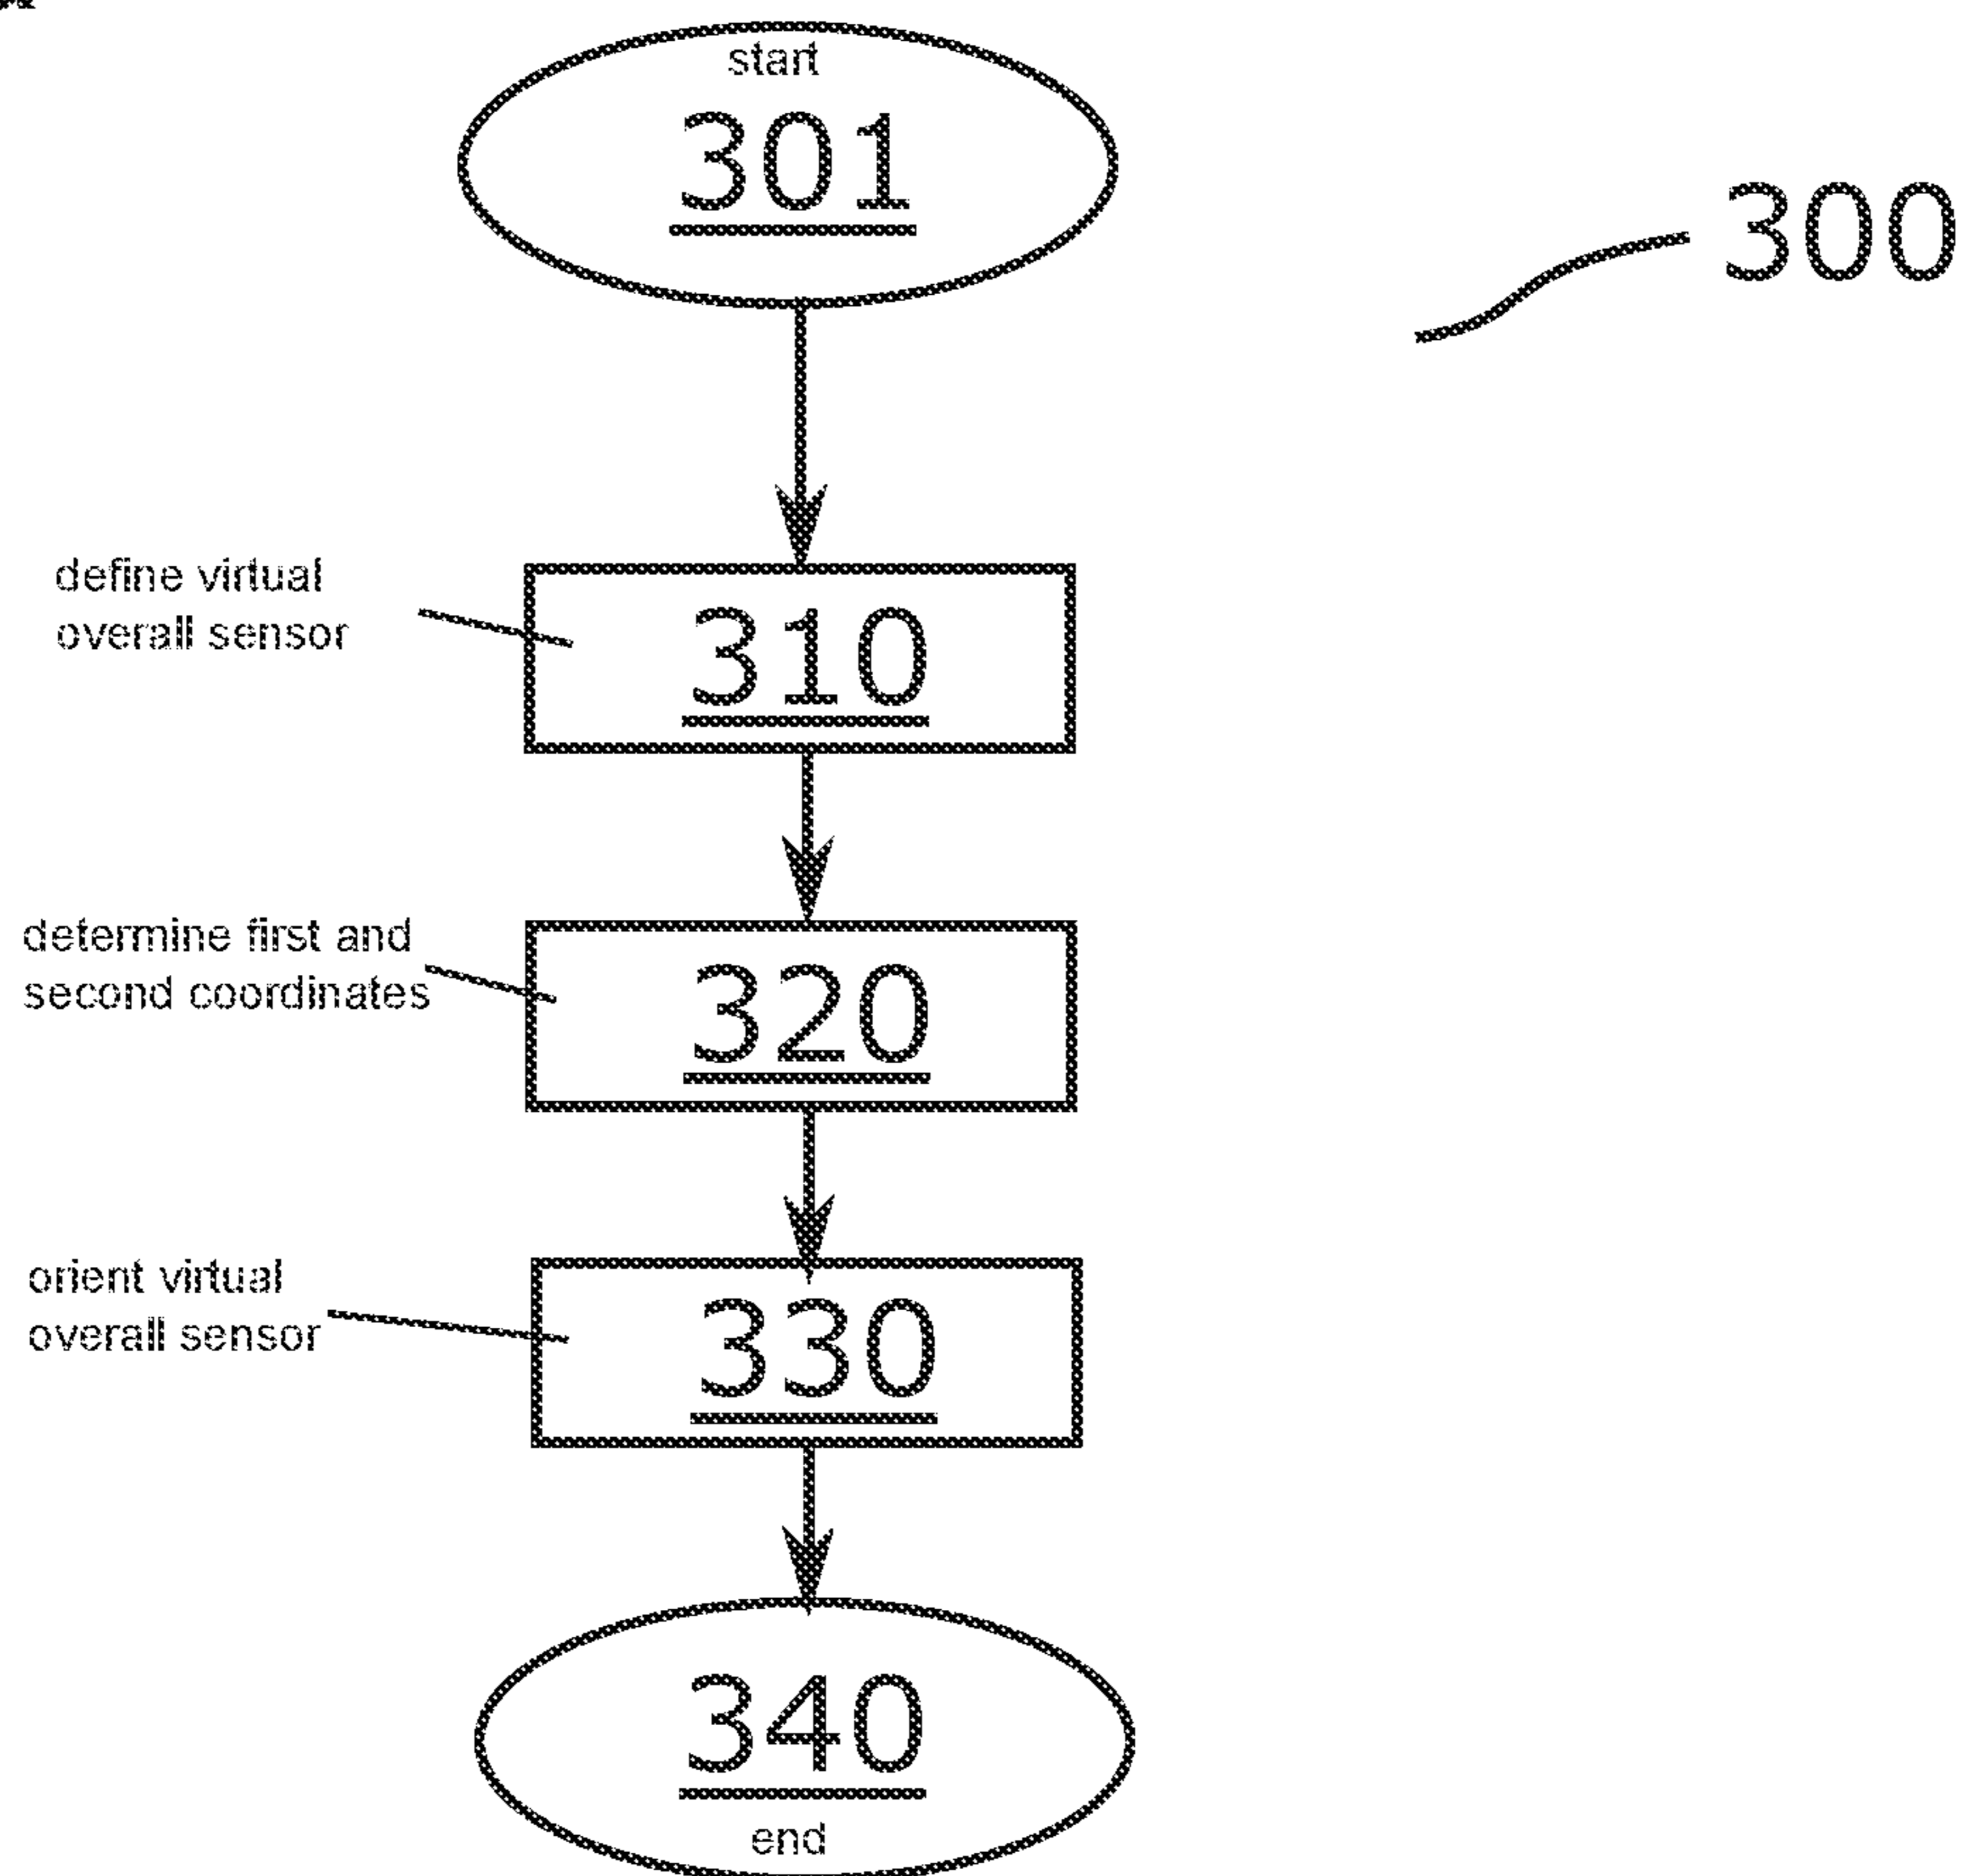 start
301
300
define virtual
overall sensor
310
determine first and
second coordinates
320
orient virtual
overall sensor
330
340
end